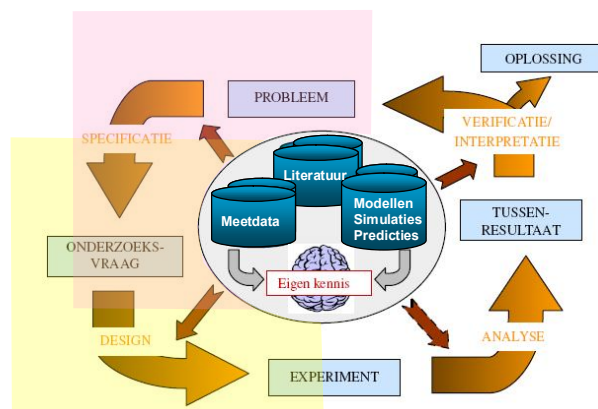 OPLOSSING
PROBLEEM
VERIFICATIE/
INTERPRETATIE
SPECIFICATIE
Literatuur
Meetdata
Modellen
Simulaties
Predicties
TUSSEN-
RESULTAAT
ONDERZOEKS-
VRAAG
Eigen kennis
DESIGN
ANALYSE
EXPERIMENT